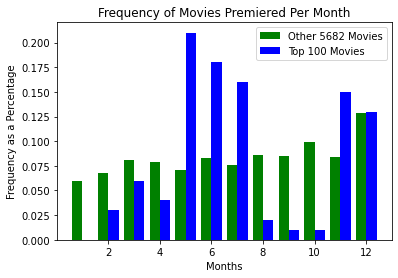 Frequency of Movies Premiered Per Month
Other 5682 Movies
Top 100 Movies
Frequency as a Percentage
0.200
0.175
0.150
0.125
0.100
0.075
0.050
0.025
0.000
2 4 6 8 10 12
Months